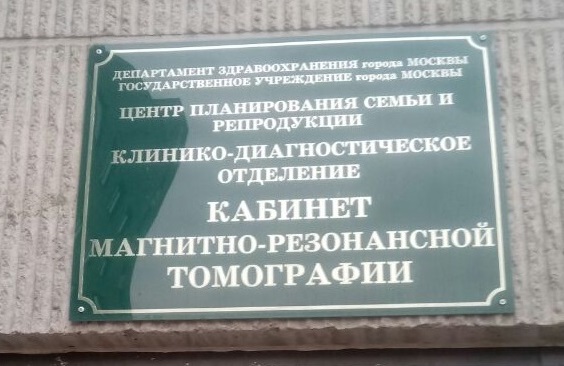 ДЕПАРТАМЕНТ ЗДРАВООХРАНЕНИЯ города МОСКВЫ
ГОСУДАРСТВЕННОЕ УЧРЕЖДЕНИЕ города МОСКВЫ
ЦЕНТР ПЛАНИРОВАНИЯ СЕМЬИ И
РЕПРОДУКЦИИ
КЛИНИКО-ДИАГНОСТИЧЕСКОЕ
ОТДЕЛЕНИЕ
КАБИНЕТ
МАГНИТНО-РЕЗОНАНСНОЙ
ТОМОГРАФИИ